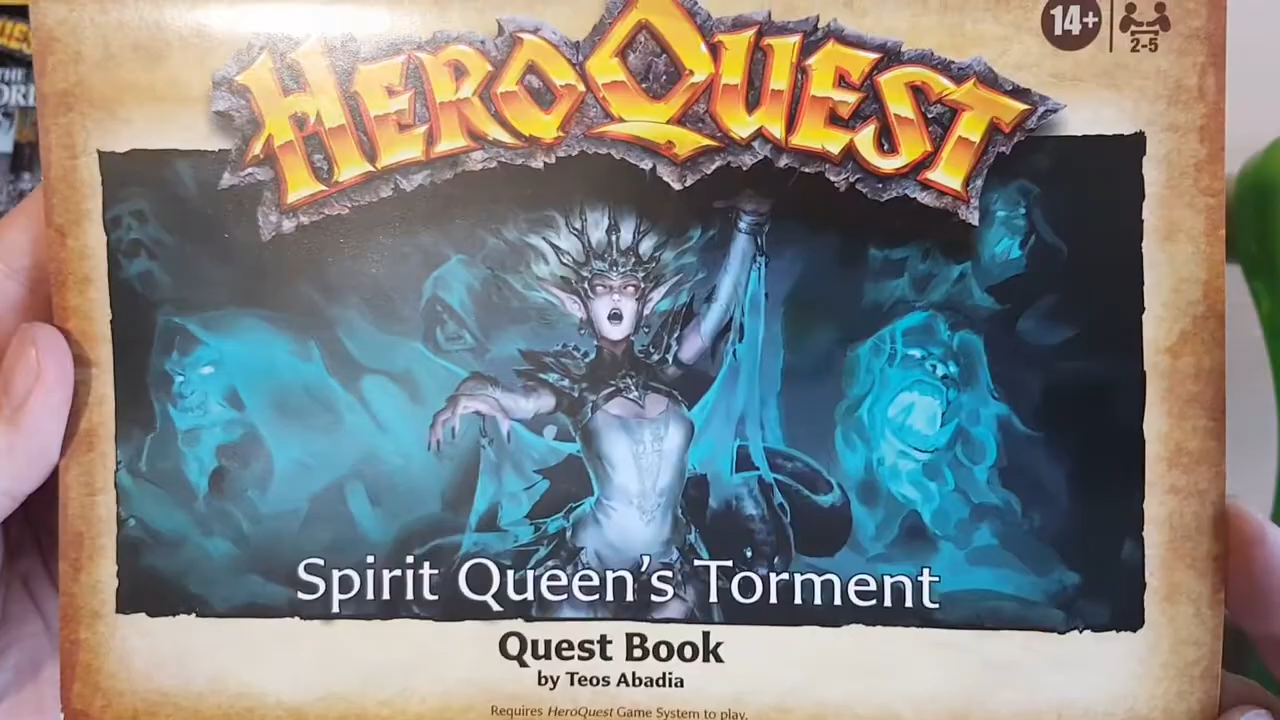 HEROQUEST
14+
2-5
Spirit Queen's Torment
Quest Book
by Teos Abadia
Requires HeroQuest Game System to play.